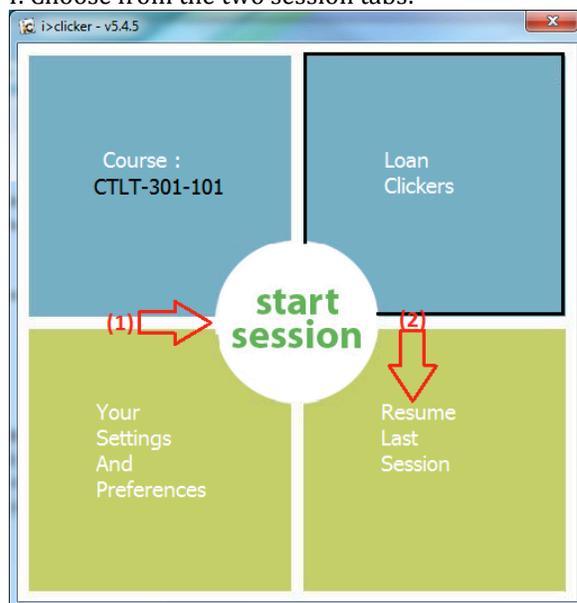 i. Choose from the two session tabs:
i>clicker - v5.4.5
Course :
CTLT-301-101
Loan
Clickers
(1)
start
session
(2)
Your
Settings
And
Preferences
Resume
Last
Session